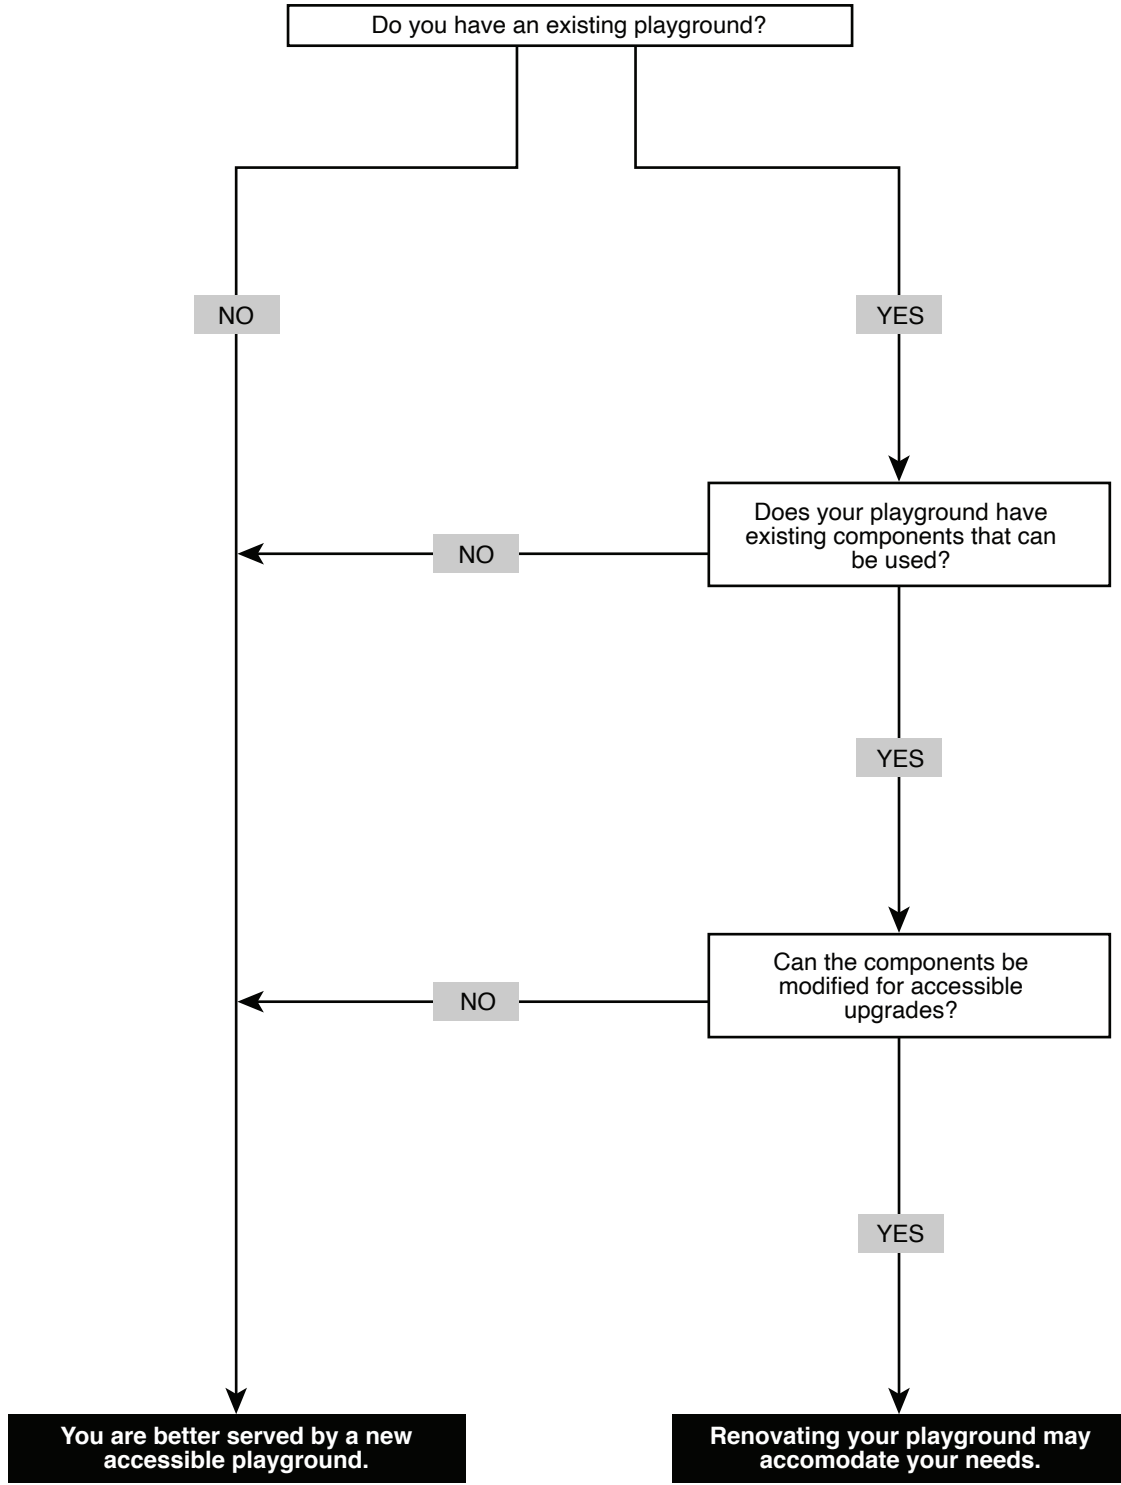 Do you have an existing playground?
NO
YES
Does your playground have
existing components that can
be used?
NO
YES
Can the components be
modified for accessible
upgrades?
NO
YES
You are better served by a new
accessible playground.
Renovating your playground may
accomodate your needs.